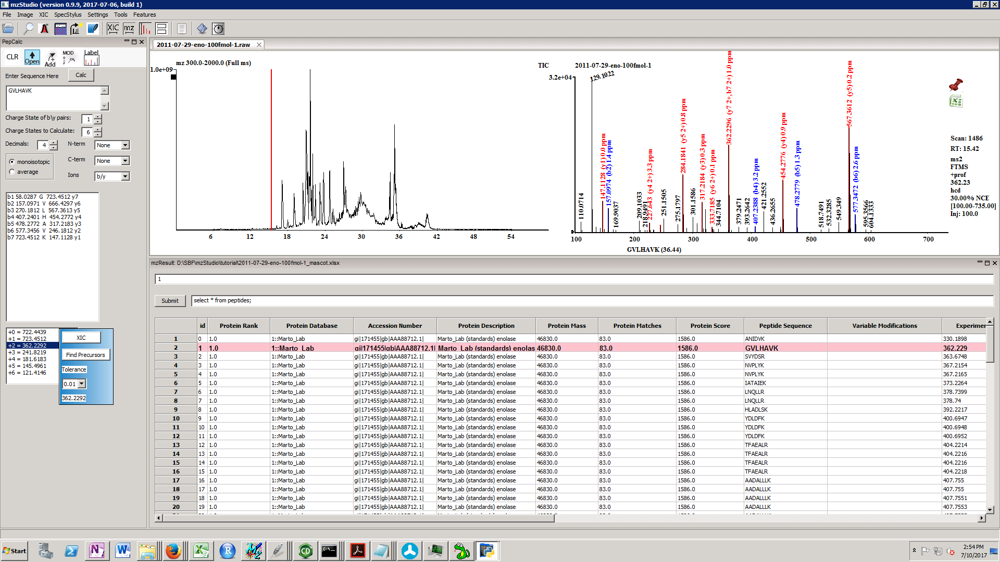 mzStudio (version 0.9.9, 2017-07-06, build 1)
File Image XIC SpecStylus Settings Tools Features
XIC mz
PepCalc
CLR Open Add MOD Label
Enter Sequence Here Calc
GVLHAVK
Charge State of b\y pairs: 1
Charge States to Calculate: 6
Decimals: 4 N-term None
monoisotopic
average
C-term None
Ions b/y
b1 58.0287 G 723.4512 y7
b2 157.0971 V 666.4297 y6
b3 270.1812 L 567.3613 y5
b4 407.2401 H 454.2772 y4
b5 478.2772 A 317.2183 y3
b6 577.3456 V 246.1812 y2
b7 723.4512 K 147.1128 y1
+0 = 722.4439
+1 = 723.4512
+2 = 362.2292
+3 = 241.8219
+4 = 181.6183
+5 = 145.4961
+6 = 121.4146
XIC
Find Precursors
Tolerance
0.01
362.2292
2011-07-29-eno-100fmol-1.raw
mz 300.0-2000.0 (Full ms)
1.0e+09
6 12 18 24 30 36 42 48 54
TIC 2011-07-29-eno-100fmol-1
3.2e+04
129.1022
110.0714
147.1128 (y1) 0.0 ppm
157.0974 (b2) 1.4 ppm
169.9037
209.1033
218.9491
227.643 (y4 2+) 3.3 ppm
251.1505
275.1797
284.1841 (y5 2+) 0.8 ppm
301.1586
317.2184 (y3) 0.3 ppm
333.7185 (y6 2+) 0.1 ppm
344.7104
362.2296 (y7 2+, b7 2+) 1.0 ppm
379.2471
393.2642
407.2388 (b4) 3.2 ppm
421.2552
436.2655
454.2776 (y4) 0.9 ppm
478.2779 (b5) 1.3 ppm
518.7491
532.3285
549.349
567.3612 (y5) 0.2 ppm
577.3472 (b6) 2.6 ppm
595.3566
604.1333
100 200 300 400 500 600 700
GVLHAVK (36.44)
Scan: 1486
RT: 15.42
ms2
FTMS
+prof
362.23
hcd
30.00% NCE
[100.00-735.00]
Inj: 100.0
mzResult: D:\SBF\mzStudio\tutorial\2011-07-29-eno-100fmol-1_mascot.xlsx
1
Submit select * from peptides;
id Protein Rank Protein Database Accession Number Protein Description Protein Mass Protein Matches Protein Score Peptide Sequence Variable Modifications Experimer
1 0 1.0 1::Marto_Lab gi|171455|gb|AAA88712.1| Marto_Lab (standards) enolase 46830.0 83.0 1586.0 ANIDVK 330.1898
2 1 1.0 1::Marto_Lab gi|171455|gb|AAA88712.1| Marto_Lab (standards) enolas 46830.0 83.0 1586.0 GVLHAVK 362.229
3 2 1.0 1::Marto_Lab gi|171455|gb|AAA88712.1| Marto_Lab (standards) enolase 46830.0 83.0 1586.0 SVYDSR 363.6748
4 3 1.0 1::Marto_Lab gi|171455|gb|AAA88712.1| Marto_Lab (standards) enolase 46830.0 83.0 1586.0 NVPLYK 367.2154
5 4 1.0 1::Marto_Lab gi|171455|gb|AAA88712.1| Marto_Lab (standards) enolase 46830.0 83.0 1586.0 NVPLYK 367.2165
6 5 1.0 1::Marto_Lab gi|171455|gb|AAA88712.1| Marto_Lab (standards) enolase 46830.0 83.0 1586.0 IATAIEK 373.2264
7 6 1.0 1::Marto_Lab gi|171455|gb|AAA88712.1| Marto_Lab (standards) enolase 46830.0 83.0 1586.0 LNQLLR 378.7399
8 7 1.0 1::Marto_Lab gi|171455|gb|AAA88712.1| Marto_Lab (standards) enolase 46830.0 83.0 1586.0 LNQLLR 378.74
9 8 1.0 1::Marto_Lab gi|171455|gb|AAA88712.1| Marto_Lab (standards) enolase 46830.0 83.0 1586.0 HLADLSK 392.2217
10 9 1.0 1::Marto_Lab gi|171455|gb|AAA88712.1| Marto_Lab (standards) enolase 46830.0 83.0 1586.0 YDLDFK 400.6947
11 10 1.0 1::Marto_Lab gi|171455|gb|AAA88712.1| Marto_Lab (standards) enolase 46830.0 83.0 1586.0 YDLDFK 400.6948
12 11 1.0 1::Marto_Lab gi|171455|gb|AAA88712.1| Marto_Lab (standards) enolase 46830.0 83.0 1586.0 YDLDFK 400.6952
13 12 1.0 1::Marto_Lab gi|171455|gb|AAA88712.1| Marto_Lab (standards) enolase 46830.0 83.0 1586.0 TFAEALR 404.2214
14 13 1.0 1::Marto_Lab gi|171455|gb|AAA88712.1| Marto_Lab (standards) enolase 46830.0 83.0 1586.0 TFAEALR 404.2216
15 14 1.0 1::Marto_Lab gi|171455|gb|AAA88712.1| Marto_Lab (standards) enolase 46830.0 83.0 1586.0 TFAEALR 404.2216
16 15 1.0 1::Marto_Lab gi|171455|gb|AAA88712.1| Marto_Lab (standards) enolase 46830.0 83.0 1586.0 TFAEALR 404.2218
17 16 1.0 1::Marto_Lab gi|171455|gb|AAA88712.1| Marto_Lab (standards) enolase 46830.0 83.0 1586.0 AADALLLK 407.755
18 17 1.0 1::Marto_Lab gi|171455|gb|AAA88712.1| Marto_Lab (standards) enolase 46830.0 83.0 1586.0 AADALLLK 407.755
19 18 1.0 1::Marto_Lab gi|171455|gb|AAA88712.1| Marto_Lab (standards) enolase 46830.0 83.0 1586.0 AADALLLK 407.7551
20 19 1.0 1::Marto_Lab gi|171455|gb|AAA88712.1| Marto_Lab (standards) enolase 46830.0 83.0 1586.0 AADALLLK 407.7553
Start
2:54 PM
7/10/2017